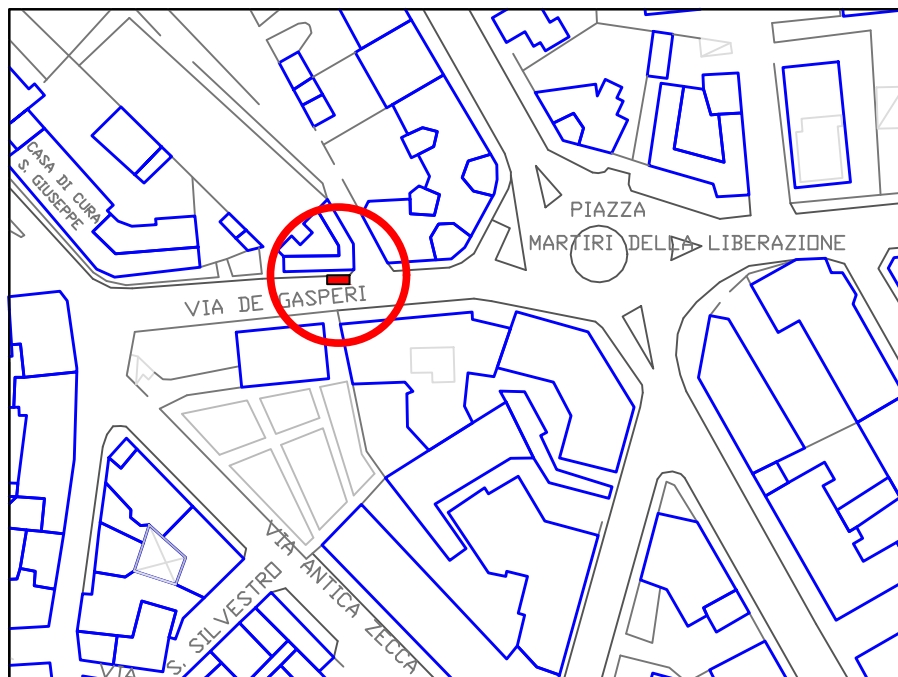 CASA DI CURA
S. GIUSEPPE
PIAZZA
MARTIRI DELLA LIBERAZIONE
VIA DE GASPERI
VIA ANTICA ZECCA
VIA S. SILVESTRO